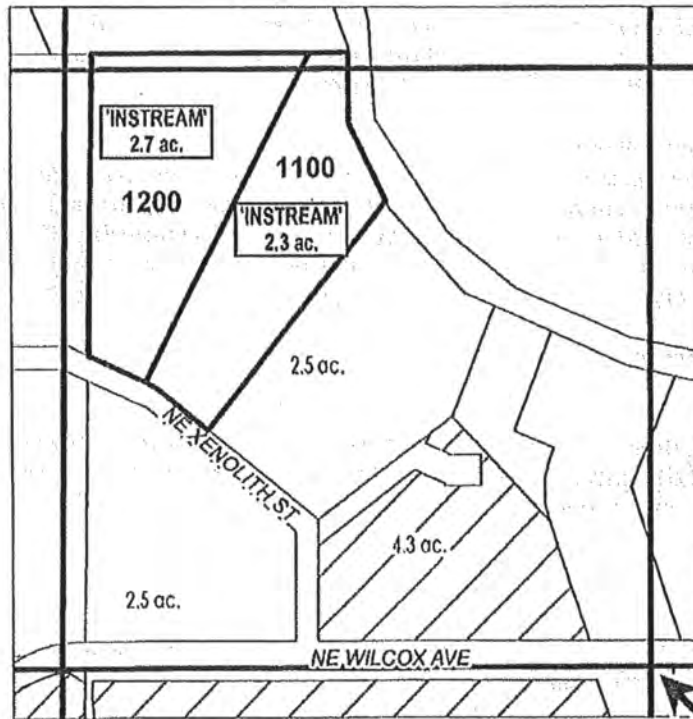 'INSTREAM'
2.7 ac.
1200
1100
'INSTREAM'
2.3 ac.
2.5 ac.
NE XENOLITH ST
4.3 ac.
2.5 ac.
NE WILCOX AVE